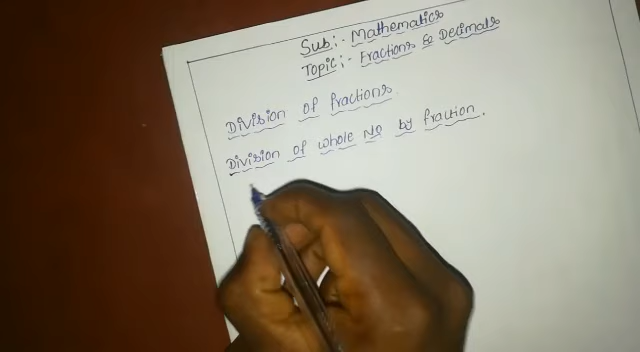 Sub:- Mathematics
Topic:- Fractions & Decimals
Division of fractions.
Division of whole No by fraction.